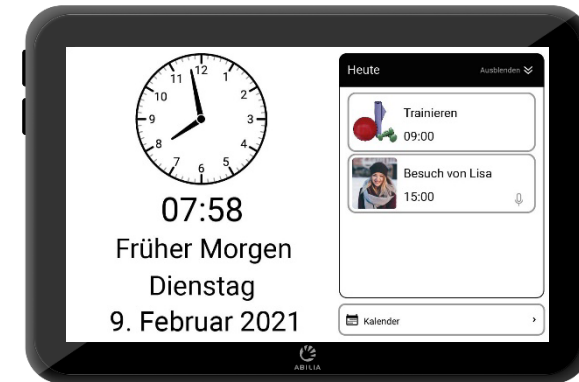 12
1
2
3
4
5
6
7
8
9
10
11
07:58
Früher Morgen
Dienstag
9. Februar 2021
Heute
Ausblenden
Trainieren
09:00
Besuch von Lisa
15:00
Kalender
ABILIA